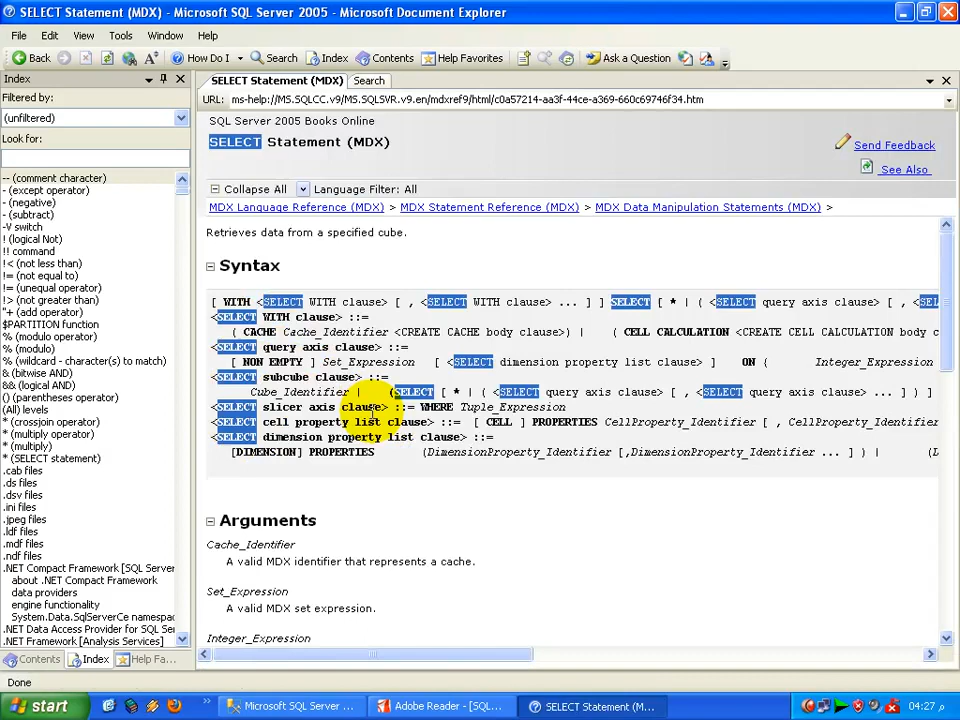 SELECT Statement (MDX) - Microsoft SQL Server 2005 - Microsoft Document Explorer
File Edit View Tools Window Help
Back How Do I Search Index Contents Help Favorites Ask a Question
Index
Filtered by:
(unfiltered)
Look for:
-- (comment character)
- (except operator)
- (negative)
- (subtract)
-V switch
! (logical Not)
!! command
!< (not less than)
!= (not equal to)
!= (unequal operator)
!> (not greater than)
"+ (add operator)
$PARTITION function
% (modulo operator)
% (modulo)
% (wildcard - character(s) to match)
& (bitwise AND)
&& (logical AND)
() (parentheses operator)
(All) levels
* (crossjoin operator)
* (multiply operator)
* (multiply)
* (SELECT statement)
.cab files
.ds files
.dsv files
.ini files
.jpeg files
.ldf files
.mdf files
.ndf files
.NET Compact Framework [SQL Server
about .NET Compact Framework
data providers
engine functionality
System.Data.SqlServerCe namespac
.NET Data Access Provider for SQL Se
.NET Framework [Analysis Services]
Contents Index Help Fa...
SELECT Statement (MDX) Search
URL: ms-help://MS.SQLCC.v9/MS.SQLSVR.v9.en/mdxref9/html/c0a57214-aa3f-44ce-a369-660c69746f34.htm
SQL Server 2005 Books Online
SELECT Statement (MDX)
Send Feedback
See Also
Collapse All Language Filter: All
MDX Language Reference (MDX) > MDX Statement Reference (MDX) > MDX Data Manipulation Statements (MDX) >
Retrieves data from a specified cube.
Syntax
[ WITH <SELECT WITH clause> [ , <SELECT WITH clause> ... ] ] SELECT [ * | ( <SELECT query axis clause> [ , <SEL
<SELECT WITH clause> ::=
( CACHE Cache_Identifier <CREATE CACHE body clause>) | ( CELL CALCULATION <CREATE CELL CALCULATION body c
<SELECT query axis clause> ::=
[ NON EMPTY ] Set_Expression [ <SELECT dimension property list clause> ] ON ( Integer_Expression
<SELECT subcube clause> ::=
Cube_Identifier | (SELECT [ * | ( <SELECT query axis clause> [ , <SELECT query axis clause> ... ] ) ]
<SELECT slicer axis clause> ::= WHERE Tuple_Expression
<SELECT cell property list clause> ::= [ CELL ] PROPERTIES CellProperty_Identifier [ , CellProperty_Identifier
<SELECT dimension property list clause> ::=
[DIMENSION] PROPERTIES (DimensionProperty_Identifier [,DimensionProperty_Identifier ... ] ) | (L
Arguments
Cache_Identifier
A valid MDX identifier that represents a cache.
Set_Expression
A valid MDX set expression.
Integer_Expression
Done
start Microsoft SQL Server ... Adobe Reader - [SQL... SELECT Statement (M... 04:27 م